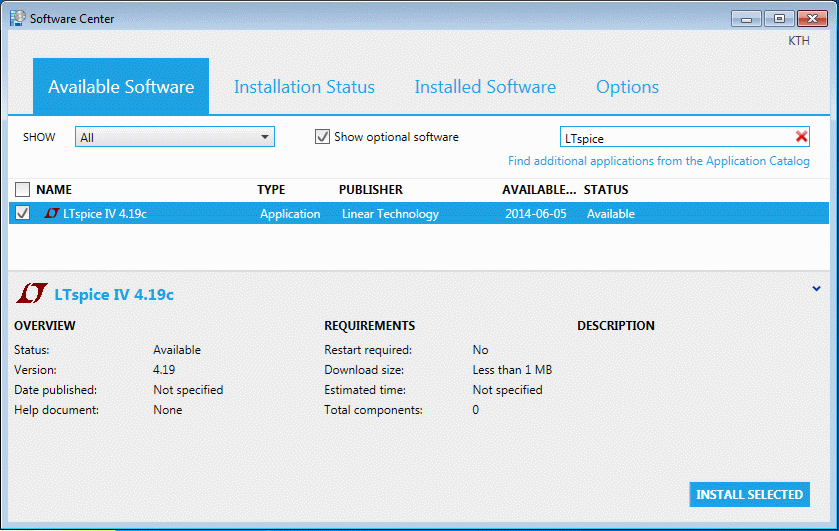 Software Center
KTH
Available Software Installation Status Installed Software Options
SHOW All Show optional software LTspice
Find additional applications from the Application Catalog
NAME TYPE PUBLISHER AVAILABLE... STATUS
LTspice IV 4.19c Application Linear Technology 2014-06-05 Available
LTspice IV 4.19c
OVERVIEW REQUIREMENTS DESCRIPTION
Status: Available Restart required: No
Version: 4.19 Download size: Less than 1 MB
Date published: Not specified Estimated time: Not specified
Help document: None Total components: 0
INSTALL SELECTED